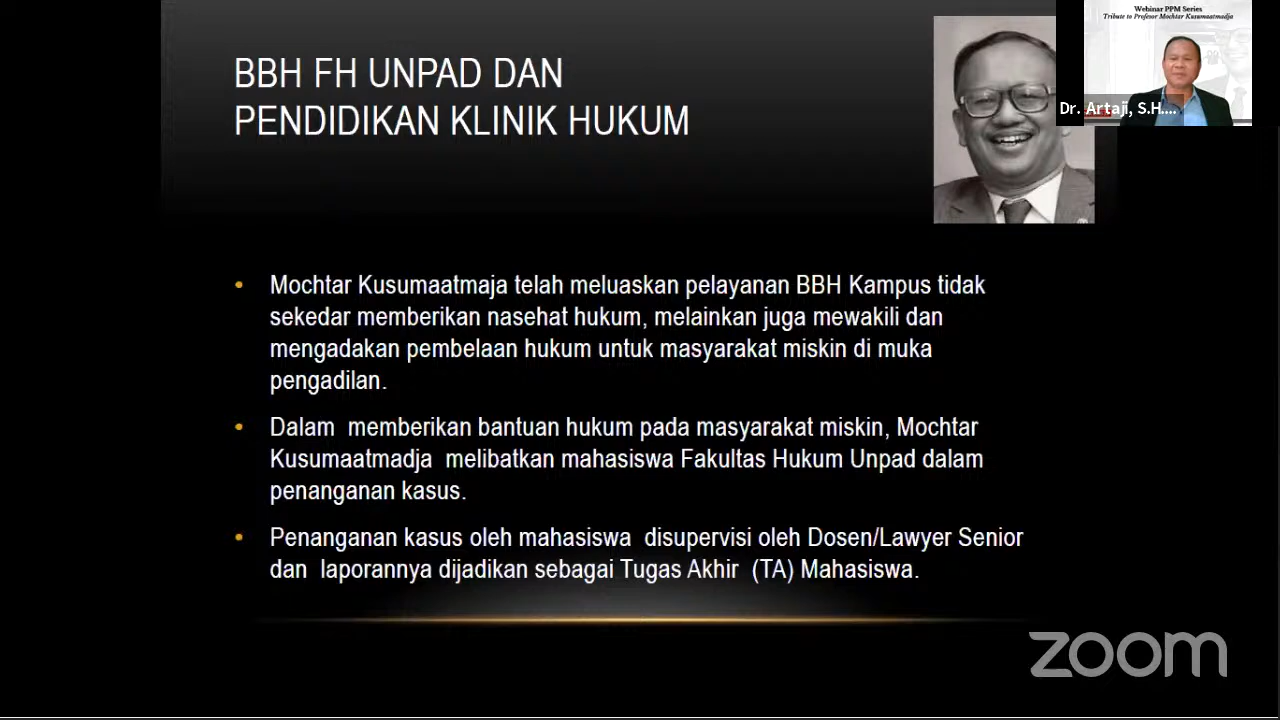 BBH FH UNPAD DAN
PENDIDIKAN KLINIK HUKUM
Webinar PPM Series
Tribute to Profesor Mochtar Kusumaatmadja
Dr. Artaji, S.H....
• Mochtar Kusumaatmaja telah meluaskan pelayanan BBH Kampus tidak
sekedar memberikan nasehat hukum, melainkan juga mewakili dan
mengadakan pembelaan hukum untuk masyarakat miskin di muka
pengadilan.
• Dalam memberikan bantuan hukum pada masyarakat miskin, Mochtar
Kusumaatmadja melibatkan mahasiswa Fakultas Hukum Unpad dalam
penanganan kasus.
• Penanganan kasus oleh mahasiswa disupervisi oleh Dosen/Lawyer Senior
dan laporannya dijadikan sebagai Tugas Akhir (TA) Mahasiswa.
zoom